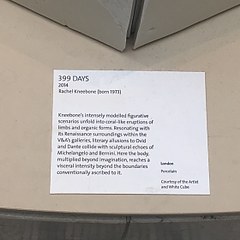 399 DAYS
2014
Rachel Kneebone (born 1973)
Kneebone's intensely modelled figurative
scenarios unfold into coral-like eruptions of
limbs and organic forms. Resonating with
its Renaissance surroundings within the
V&A's galleries, literary allusions to Ovid
and Dante collide with sculptural echoes of
Michelangelo and Bernini. Here the body,
multiplied beyond imagination, reaches a
visceral intensity beyond the boundaries
conventionally ascribed to it.
London
Porcelain
Courtesy of the Artist
and White Cube